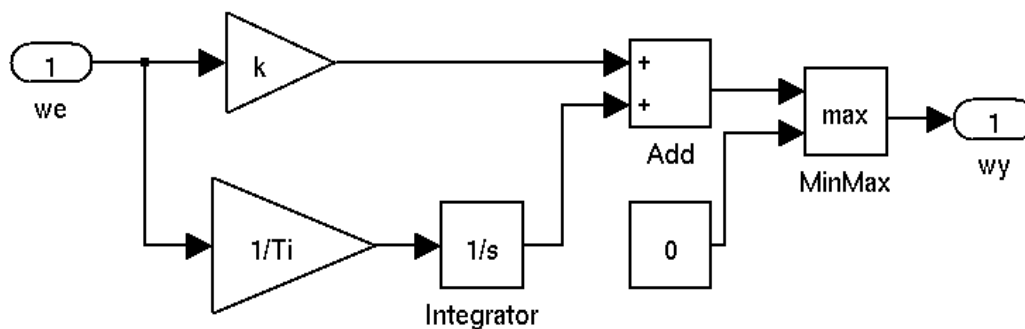 1
we
k
+
+
Add
max
MinMax
1
wy
1/Ti
1/s
Integrator
0